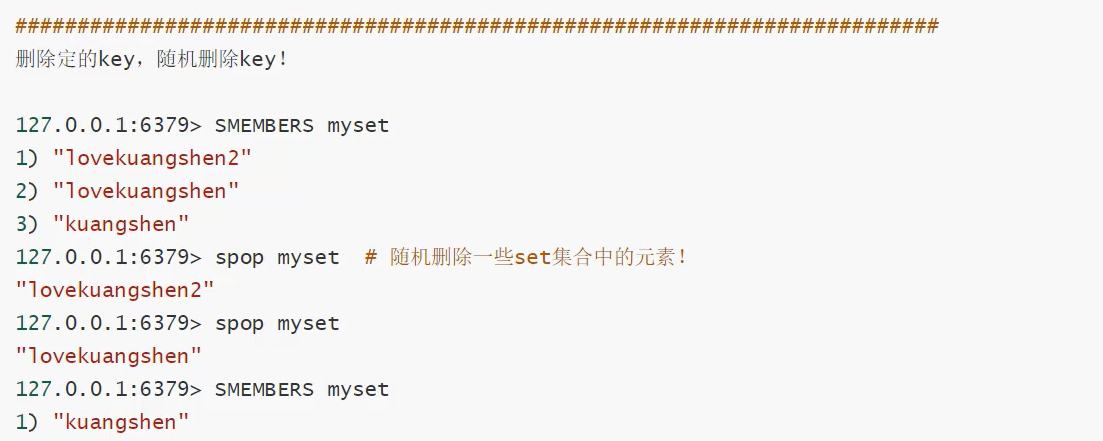 ##########################################################################
删除定的key，随机删除key！
127.0.0.1:6379> SMEMBERS myset
1) "lovekuangshen2"
2) "lovekuangshen"
3) "kuangshen"
127.0.0.1:6379> spop myset  # 随机删除一些set集合中的元素！
"lovekuangshen2"
127.0.0.1:6379> spop myset
"lovekuangshen"
127.0.0.1:6379> SMEMBERS myset
1) "kuangshen"